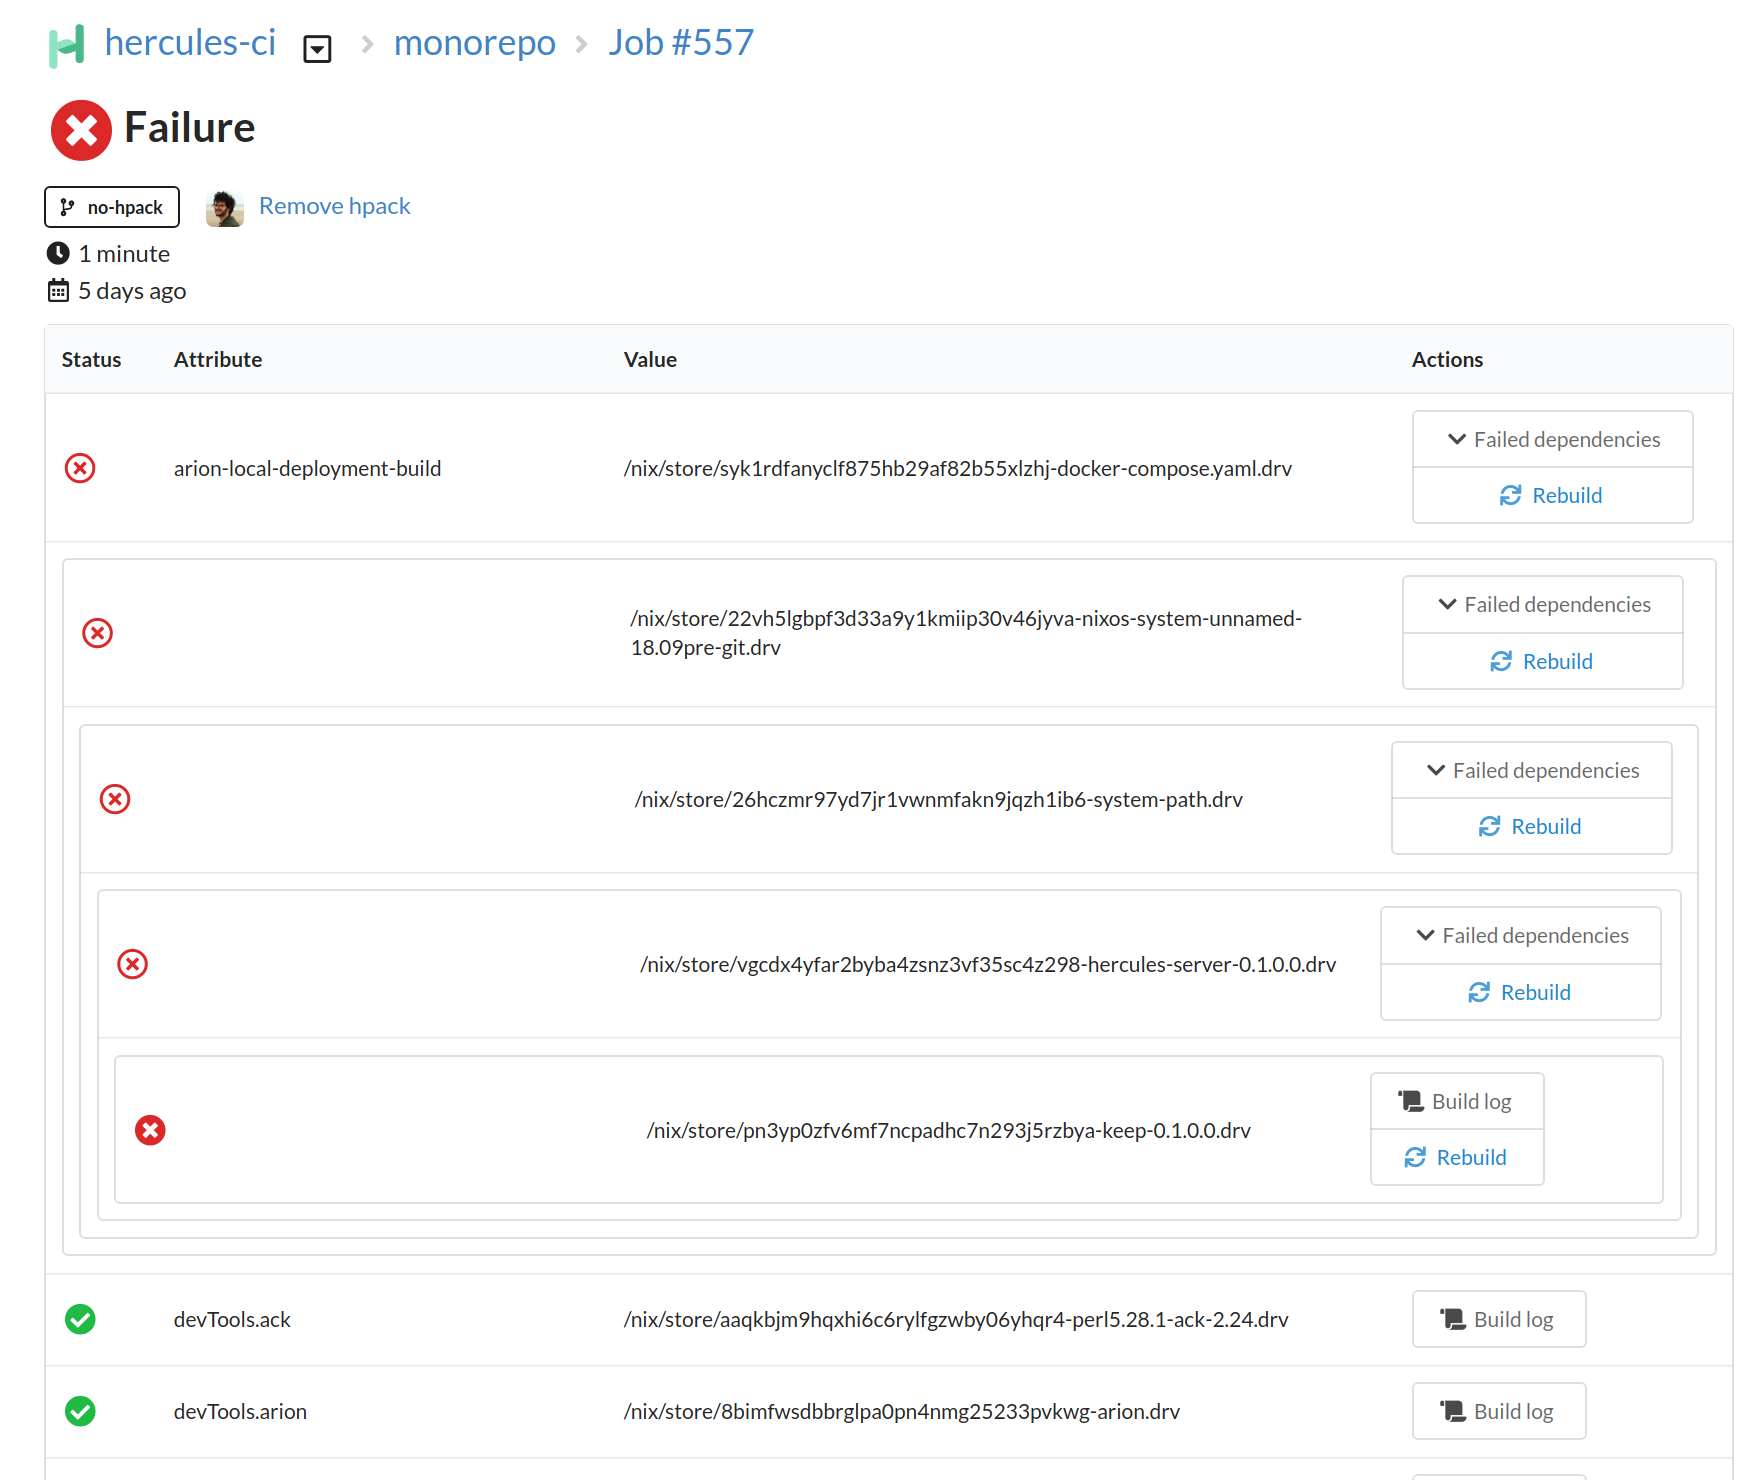 hercules-ci > monorepo > Job #557
Failure
no-hpack Remove hpack
1 minute
5 days ago
Status Attribute Value Actions
arion-local-deployment-build /nix/store/syk1rdfanyclf875hb29af82b55xlzhj-docker-compose.yaml.drv Failed dependencies
Rebuild
/nix/store/22vh5lgbpf3d33a9y1kmiip30v46jyva-nixos-system-unnamed-
18.09pre-git.drv
Failed dependencies
Rebuild
/nix/store/26hczmr97yd7jr1vwnmfakn9jqzh1ib6-system-path.drv Failed dependencies
Rebuild
/nix/store/vgcdx4yfar2byba4zsnz3vf35sc4z298-hercules-server-0.1.0.0.drv Failed dependencies
Rebuild
/nix/store/pn3yp0zfv6mf7ncpadhc7n293j5rzbya-keep-0.1.0.0.drv Build log
Rebuild
devTools.ack /nix/store/aaqkbjm9hqxhi6c6rylfgzwby06yhqr4-perl5.28.1-ack-2.24.drv Build log
devTools.arion /nix/store/8bimfwsdbbrglpa0pn4nmg25233pvkwg-arion.drv Build log